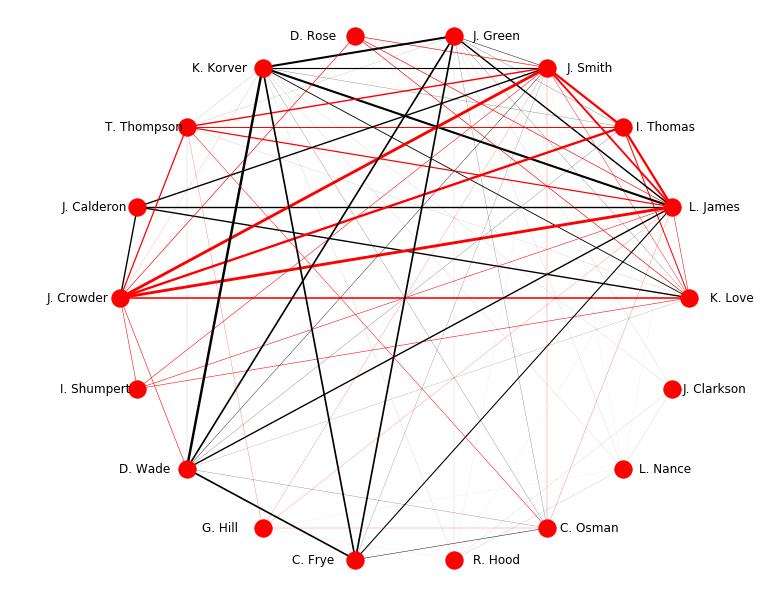 D. Rose
J. Green
K. Korver
J. Smith
T. Thompson
I. Thomas
J. Calderon
L. James
J. Crowder
K. Love
I. Shumpert
J. Clarkson
D. Wade
L. Nance
G. Hill
C. Osman
C. Frye
R. Hood